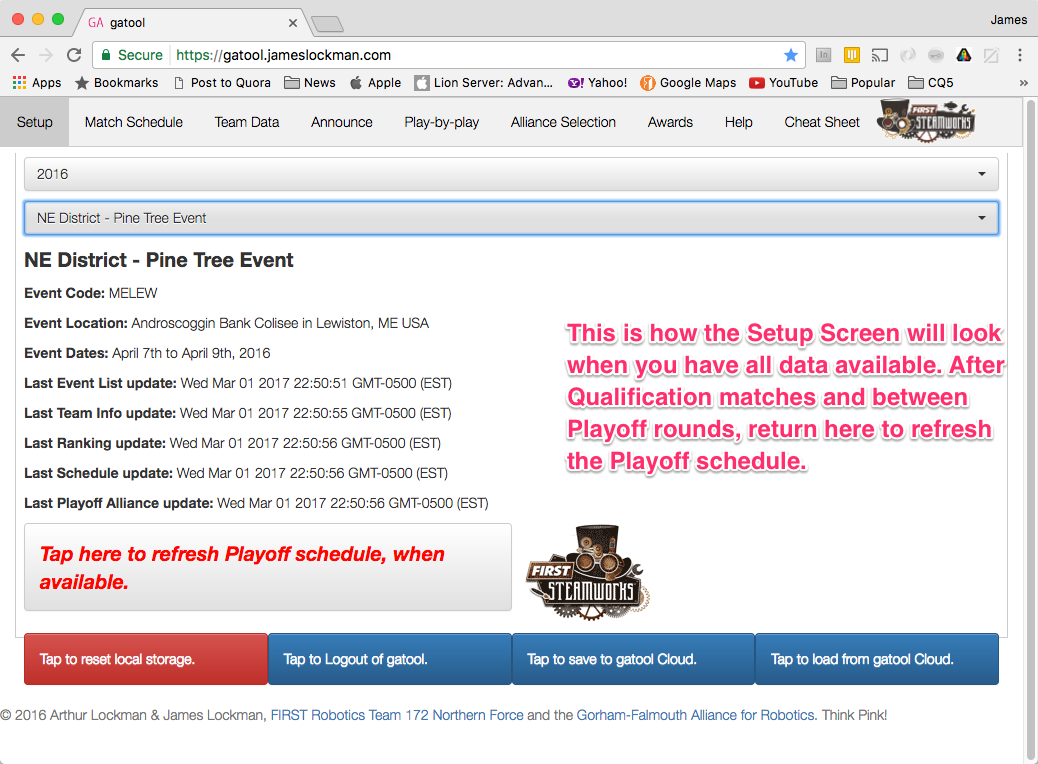 GA gatool
James
Secure https://gatool.jameslockman.com
Apps Bookmarks Post to Quora News Apple Lion Server: Advan... Yahoo! Google Maps YouTube Popular CQ5 »
Setup Match Schedule Team Data Announce Play-by-play Alliance Selection Awards Help Cheat Sheet FIRST STEAMWORKS
2016
NE District - Pine Tree Event
NE District - Pine Tree Event
Event Code: MELEW
Event Location: Androscoggin Bank Colisee in Lewiston, ME USA
Event Dates: April 7th to April 9th, 2016
Last Event List update: Wed Mar 01 2017 22:50:51 GMT-0500 (EST)
Last Team Info update: Wed Mar 01 2017 22:50:55 GMT-0500 (EST)
Last Ranking update: Wed Mar 01 2017 22:50:56 GMT-0500 (EST)
Last Schedule update: Wed Mar 01 2017 22:50:56 GMT-0500 (EST)
Last Playoff Alliance update: Wed Mar 01 2017 22:50:56 GMT-0500 (EST)
This is how the Setup Screen will look
when you have all data available. After
Qualification matches and between
Playoff rounds, return here to refresh
the Playoff schedule.
Tap here to refresh Playoff schedule, when
available.
FIRST
STEAMWORKS
Tap to reset local storage. Tap to Logout of gatool. Tap to save to gatool Cloud. Tap to load from gatool Cloud.
© 2016 Arthur Lockman & James Lockman, FIRST Robotics Team 172 Northern Force and the Gorham-Falmouth Alliance for Robotics. Think Pink!